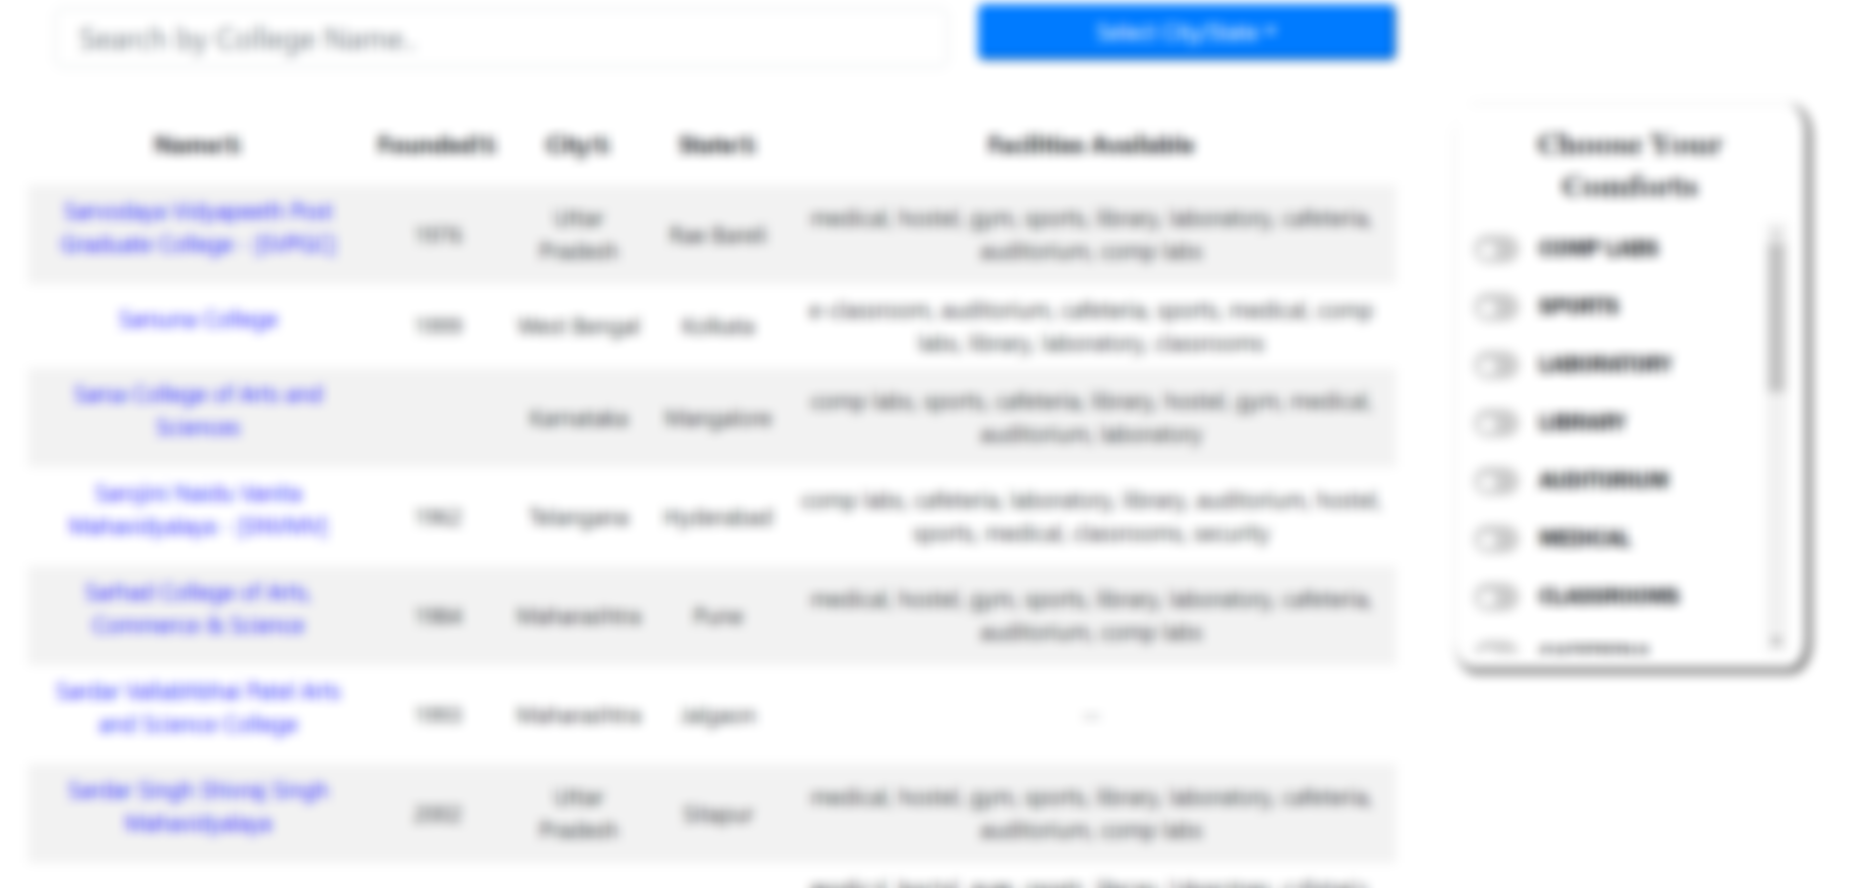 Search by College Name..
Select City/State
Name⇅ Founded⇅ City⇅ State⇅ Facilities Available
Sarvodaya Vidyapeeth Post
Graduate College - [SVPGC]
1976
Uttar
Pradesh
Rae Bareli
medical, hostel, gym, sports, library, laboratory, cafeteria,
auditorium, comp labs
Sarsuna College
1999
West Bengal
Kolkata
e-classroom, auditorium, cafeteria, sports, medical, comp
labs, library, laboratory, classrooms
College of Arts and
Sciences
Karnataka
Mangalore
comp labs, sports, cafeteria, library, hostel, gym, medical,
auditorium, laboratory
Sarojini Naidu Vanita
Mahavidyalaya - [SNVMV]
1962
Telangana
Hyderabad
comp labs, cafeteria, laboratory, library, auditorium, hostel,
sports, medical, classrooms, security
Sarhad College of Arts,
Commerce & Science
1984
Maharashtra
Pune
medical, hostel, gym, sports, library, laboratory, cafeteria,
auditorium, comp labs
Sardar Vallabhbhai Patel Arts
and Science College
1993
Maharashtra
Jalgaon
--
Sardar Singh Shivraj Singh
Mahavidyalaya
2002
Uttar
Pradesh
Sitapur
medical, hostel, gym, sports, library, laboratory, cafeteria,
auditorium, comp labs
Choose Your
Comforts
COMP LABS
SPORTS
LABORATORY
LIBRARY
AUDITORIUM
MEDICAL
CLASSROOMS